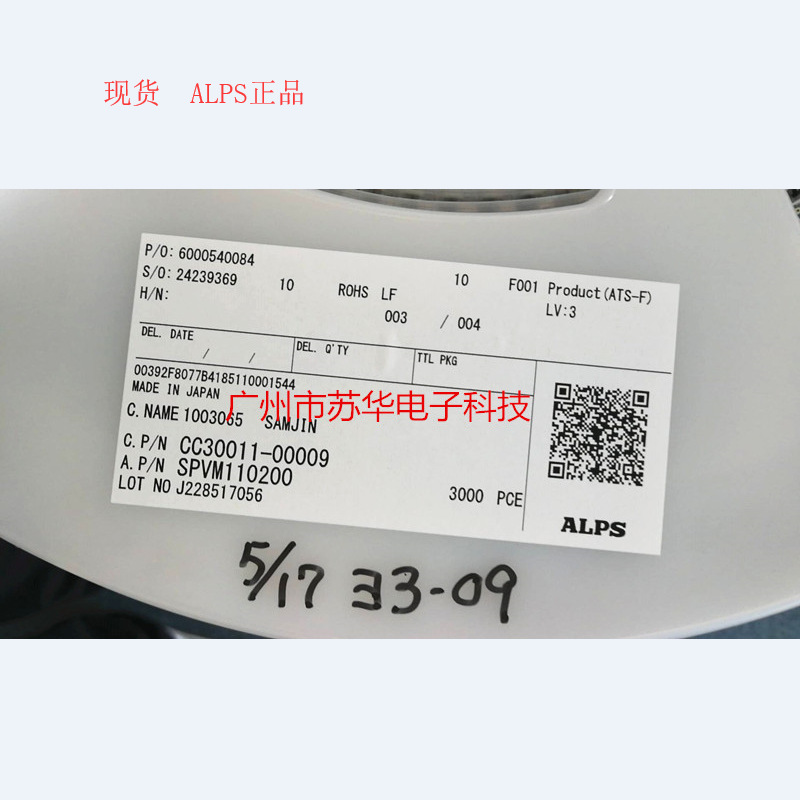 现货 ALPS正品
P/O: 6000540084
S/O: 24239369 10 ROHS LF 10 F001 Product(ATS-F)
H/N: 003 / 004 LV:3
DEL. DATE / / DEL. Q'TY TTL PKG
00392F8077B4185110001544
MADE IN JAPAN
广州市苏华电子科技
C. NAME 1003065 SAMJIN
C. P/N CC30011-00009
A. P/N SPVM110200
LOT NO J228517056 3000 PCE
ALPS
5/17 ヨ3-09